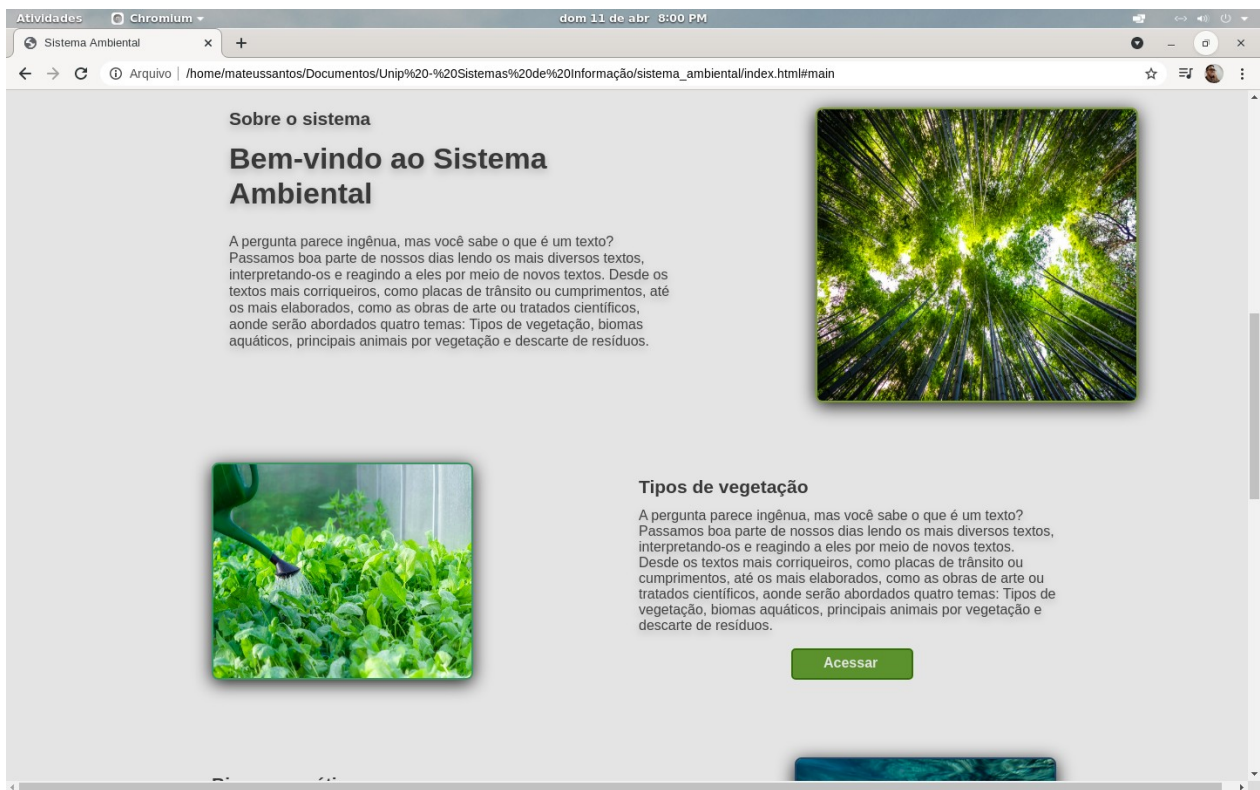 Atividades Chromium dom 11 de abr 8:00 PM
Sistema Ambiental
Arquivo /home/mateussantos/Documentos/Unip%20-%20Sistemas%20de%20Informação/sistema_ambiental/index.html#main
Sobre o sistema
Bem-vindo ao Sistema
Ambiental
A pergunta parece ingênua, mas você sabe o que é um texto?
Passamos boa parte de nossos dias lendo os mais diversos textos,
interpretando-os e reagindo a eles por meio de novos textos. Desde os
textos mais corriqueiros, como placas de trânsito ou cumprimentos, até
os mais elaborados, como as obras de arte ou tratados científicos,
aonde serão abordados quatro temas: Tipos de vegetação, biomas
aquáticos, principais animais por vegetação e descarte de resíduos.
Tipos de vegetação
A pergunta parece ingênua, mas você sabe o que é um texto?
Passamos boa parte de nossos dias lendo os mais diversos textos,
interpretando-os e reagindo a eles por meio de novos textos.
Desde os textos mais corriqueiros, como placas de trânsito ou
cumprimentos, até os mais elaborados, como as obras de arte ou
tratados científicos, aonde serão abordados quatro temas: Tipos de
vegetação, biomas aquáticos, principais animais por vegetação e
descarte de resíduos.
Acessar